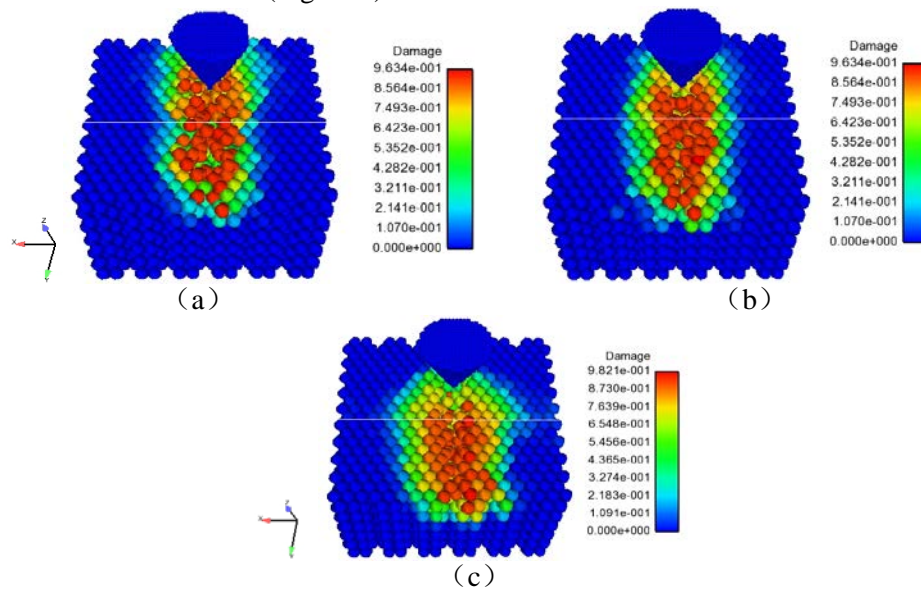 Damage
9.634e-001
8.564e-001
7.493e-001
6.423e-001
5.352e-001
4.282e-001
3.211e-001
2.141e-001
1.070e-001
0.000e+000
Z
X
Y
(a)
Damage
9.634e-001
8.564e-001
7.493e-001
6.423e-001
5.352e-001
4.282e-001
3.211e-001
2.141e-001
1.070e-001
0.000e+000
(b)
Damage
9.821e-001
8.730e-001
7.639e-001
6.548e-001
5.456e-001
4.365e-001
3.274e-001
2.183e-001
1.091e-001
0.000e+000
Z
X
Y
(c)